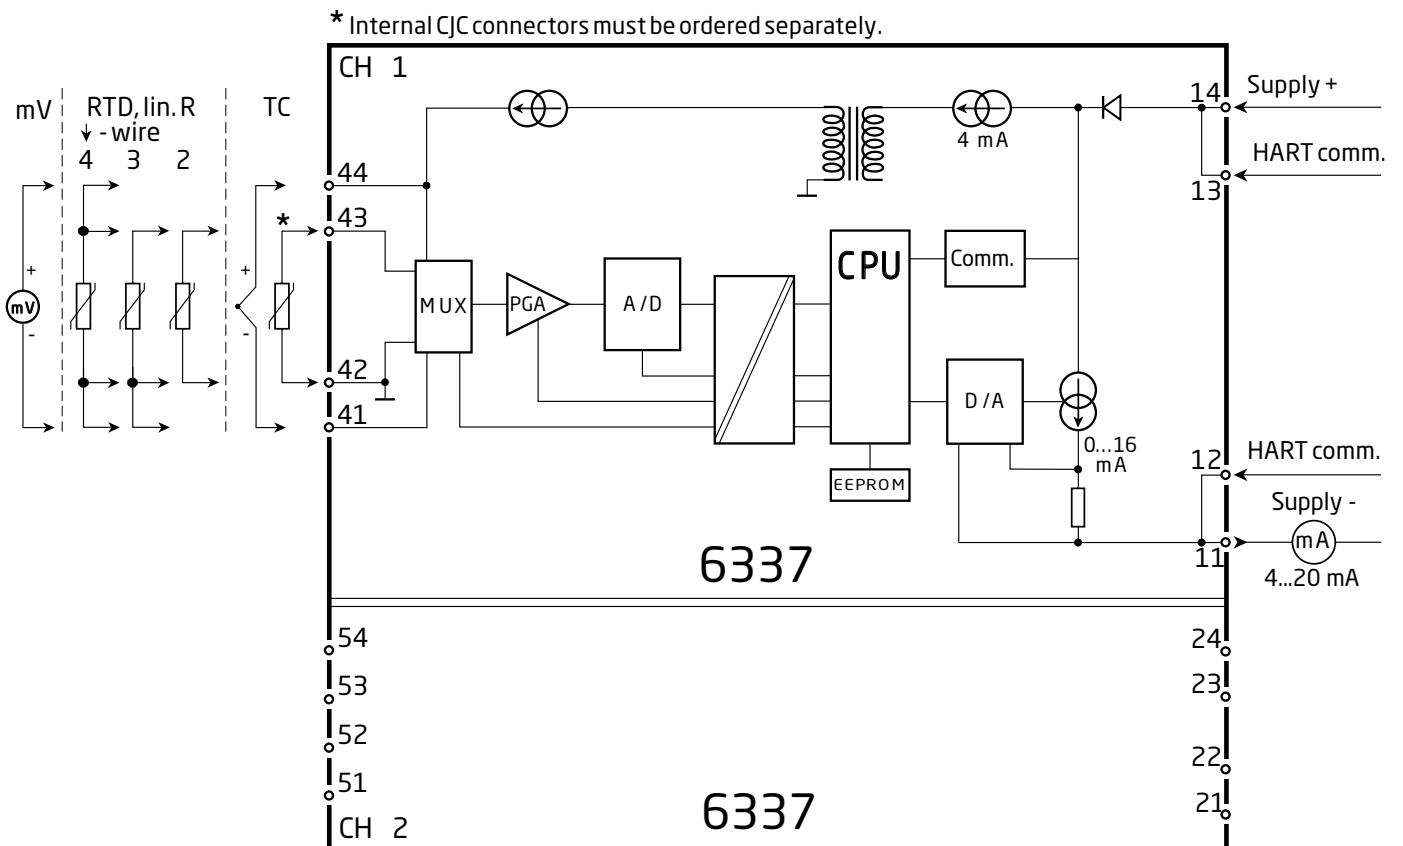 * Internal CJC connectors must be ordered separately.
CH 1
mV
RTD, lin. R
- wire
4 3 2
TC
44
43
*
42
41
+
-
mV
+
-
MUX
PGA
A/D
CPU
EEPROM
Comm.
D/A
4 mA
0...16
mA
14
Supply +
HART comm.
13
12
HART comm.
Supply -
11
mA
4...20 mA
6337
54
53
52
51
24
23
22
21
6337
CH 2